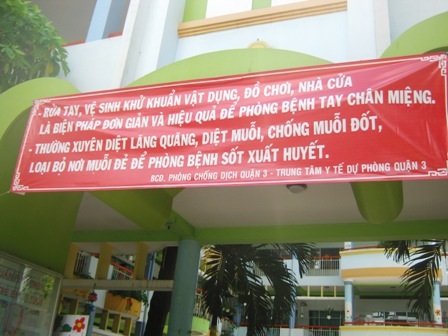 - RỬA TAY, VỆ SINH KHỬ KHUẨN VẬT DỤNG, ĐỒ CHƠI, NHÀ CỬA
LÀ BIỆN PHÁP ĐƠN GIẢN VÀ HIỆU QUẢ ĐỂ PHÒNG BỆNH TAY CHÂN MIỆNG.
- THƯỜNG XUYÊN DIỆT LĂNG QUĂNG, DIỆT MUỖI, CHỐNG MUỖI ĐỐT,
LOẠI BỎ NƠI MUỖI ĐẺ ĐỂ PHÒNG BỆNH SỐT XUẤT HUYẾT.
BCĐ. PHÒNG CHỐNG DỊCH QUẬN 3 - TRUNG TÂM Y TẾ DỰ PHÒNG QUẬN 3